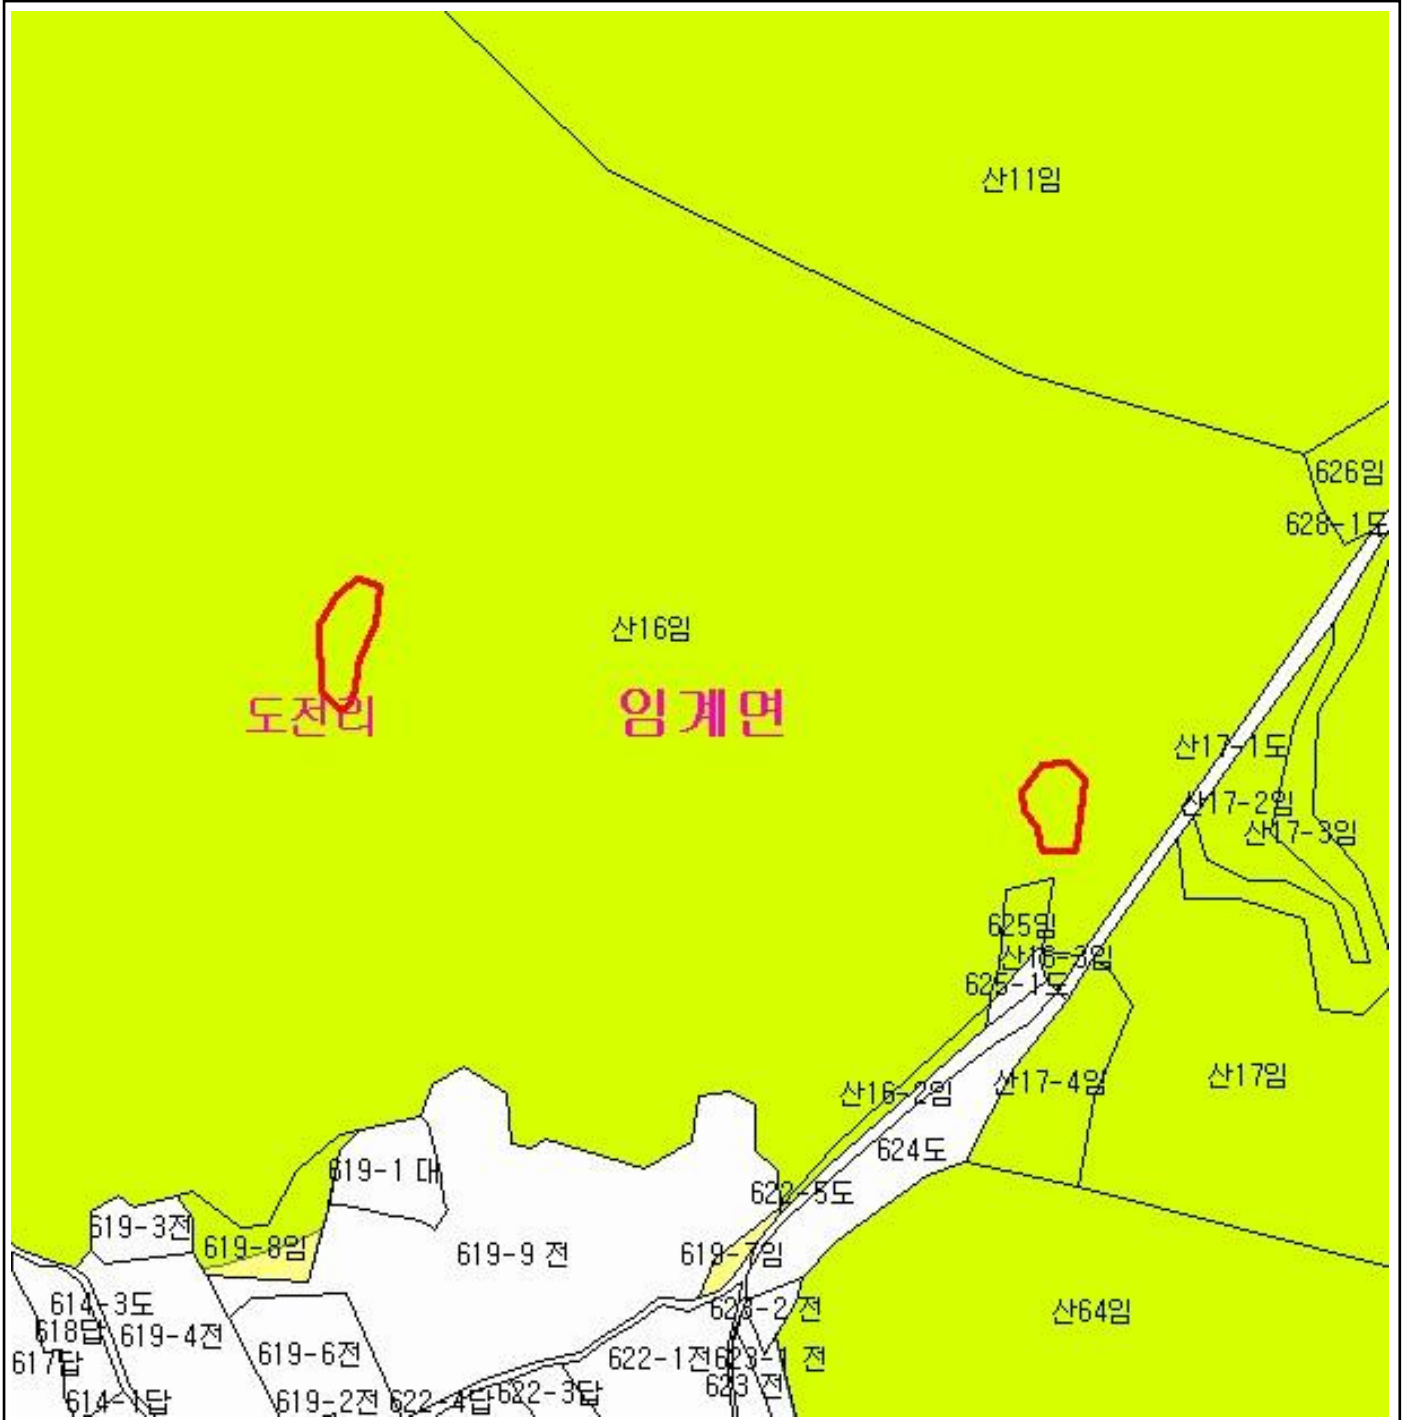 산11임
626임
628-1도
산16임
도전리
임계면
산17-1도
산17-2임
산17-3임
625임
산16-3임
625-1도
산17임
산17-4임
산16-2임
624도
619-1 대
622-5도
619-3전
619-8임
619-9 전
619-7임
614-3도
623-2 전
산64임
618답
619-4전
619-6전
622-1전
623-1 전
617답
623 전
614-1답
619-2전
622-4답
622-3답